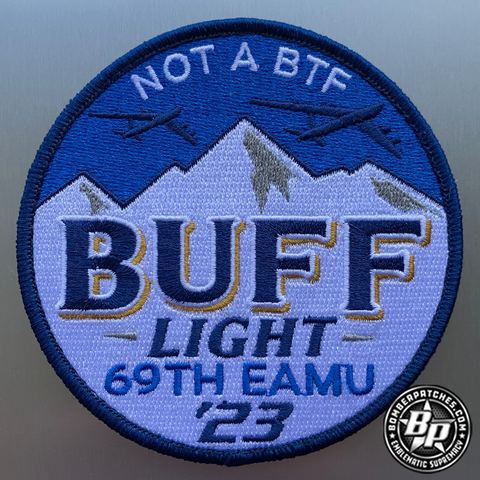 NOT A BTF
BUFF
- LIGHT -
69TH EAMU
'23
BOMBERPATCHES.COM
BP
EMBLEMATIC SUPREMACY